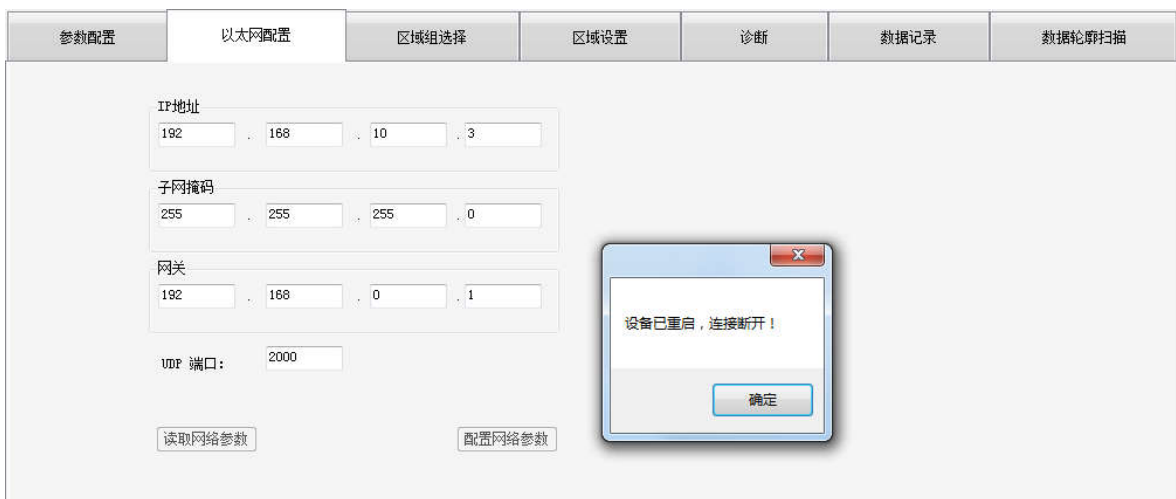 参数配置 以太网配置 区域组选择 区域设置 诊断 数据记录 数据轮廓扫描
IP地址
192 . 168 . 10 . 3
子网掩码
255 . 255 . 255 . 0
网关
192 . 168 . 0 . 1
设备已重启，连接断开！
UDP 端口： 2000
确定
读取网络参数 配置网络参数